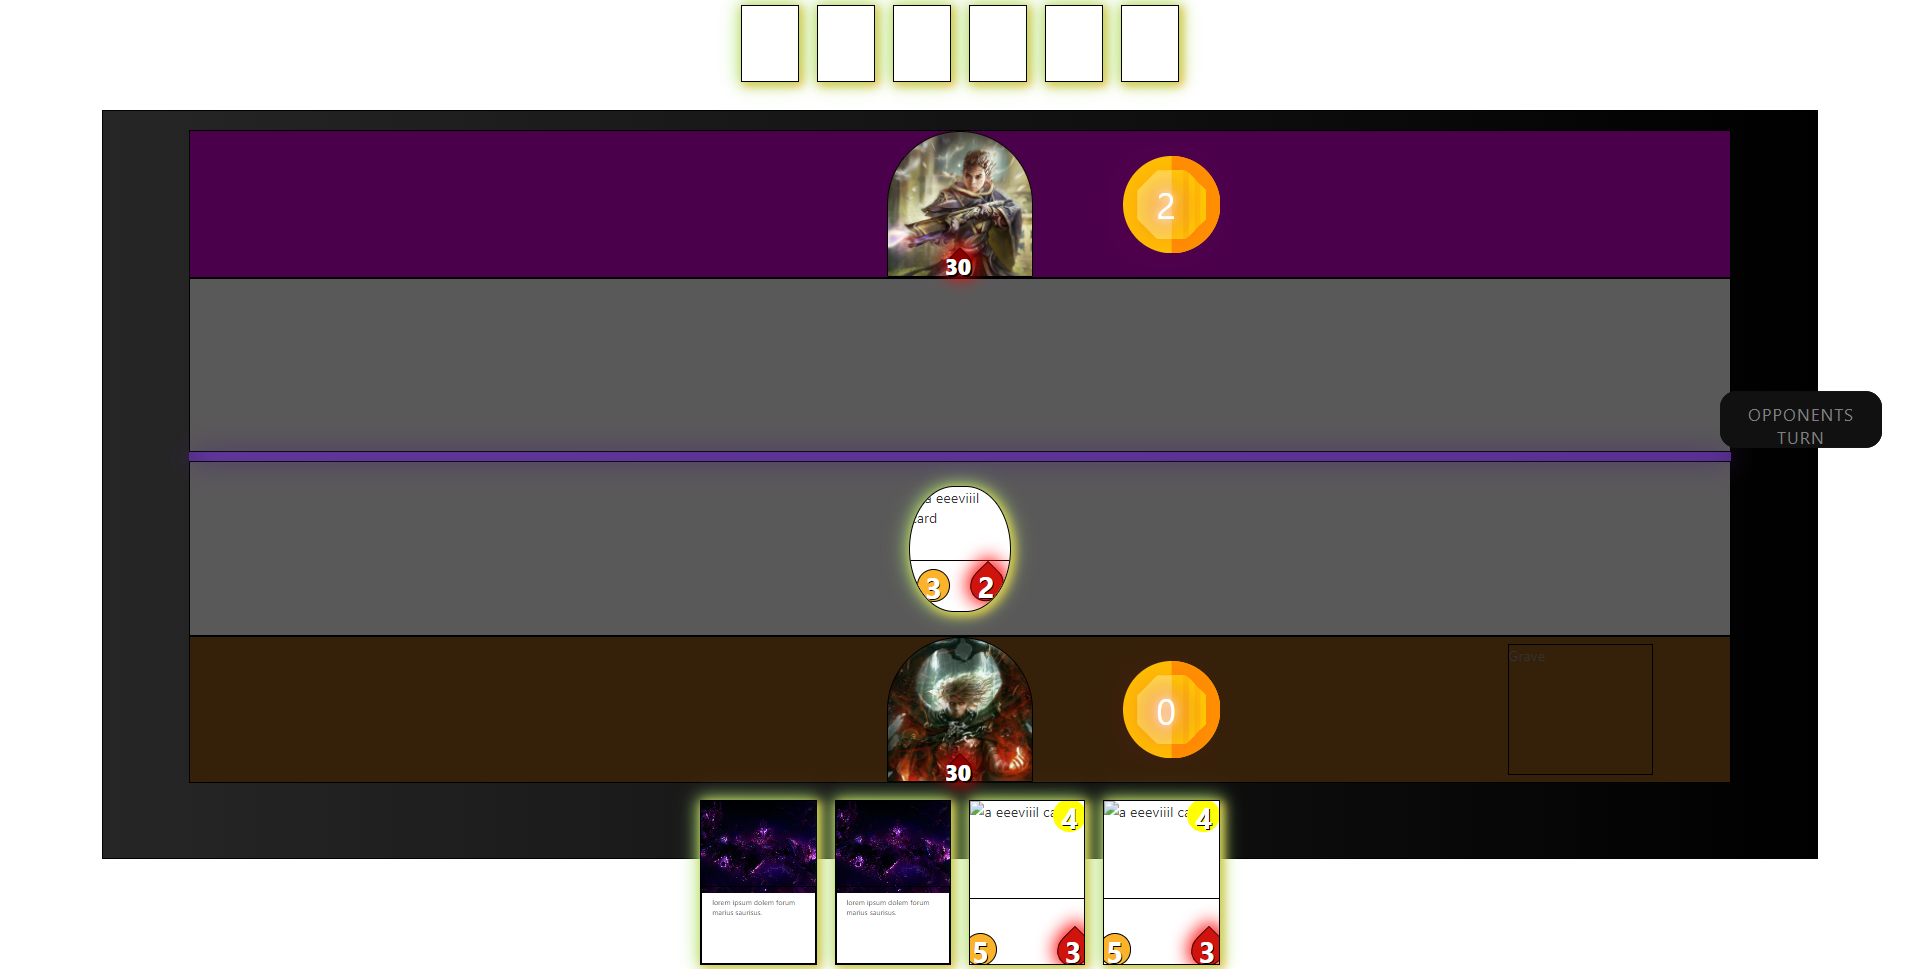 2
30
OPPONENTS
TURN
a eeeviiil
card
3
2
Grave
0
30
lorem ipsum dolem forum
marius saurisus.
lorem ipsum dolem forum
marius saurisus.
a eeeviiil ca
4
5
3
a eeeviiil ca
4
5
3